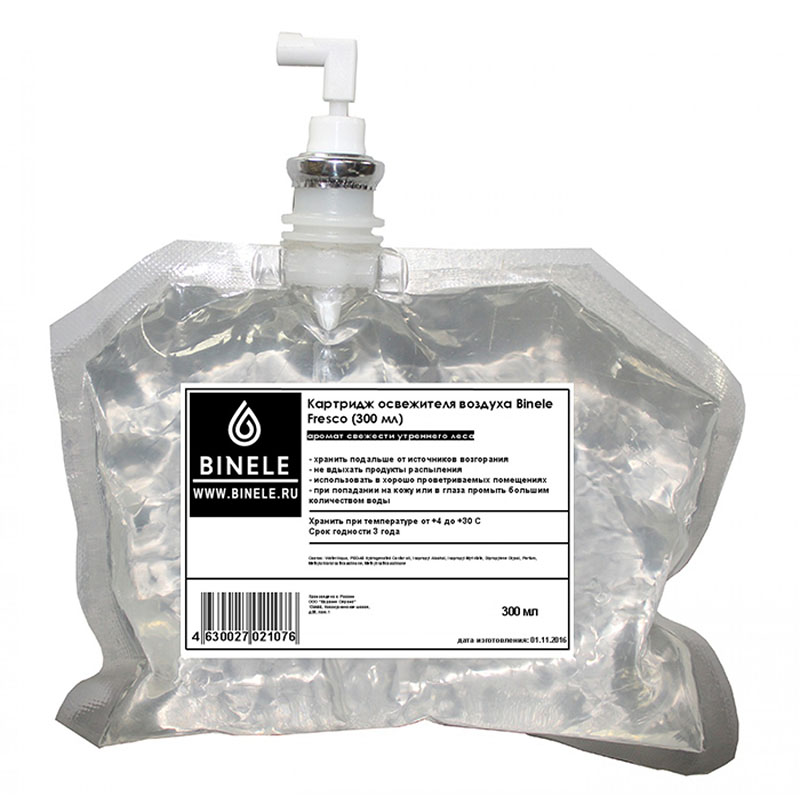 BINELE
WWW.BINELE.RU
Картридж освежителя воздуха Binele
Fresco (300 мл)
аромат свежести утреннего леса
- хранить подальше от источников возгорания
- не вдыхать продукты распыления
- использовать в хорошо проветриваемых помещениях
- при попадании на кожу или в глаза промыть большим
количеством воды
Хранить при температуре от +4 до +30 С
Срок годности 3 года
4 630027 021076
300 мл
дата изготовления: 01.11.2016